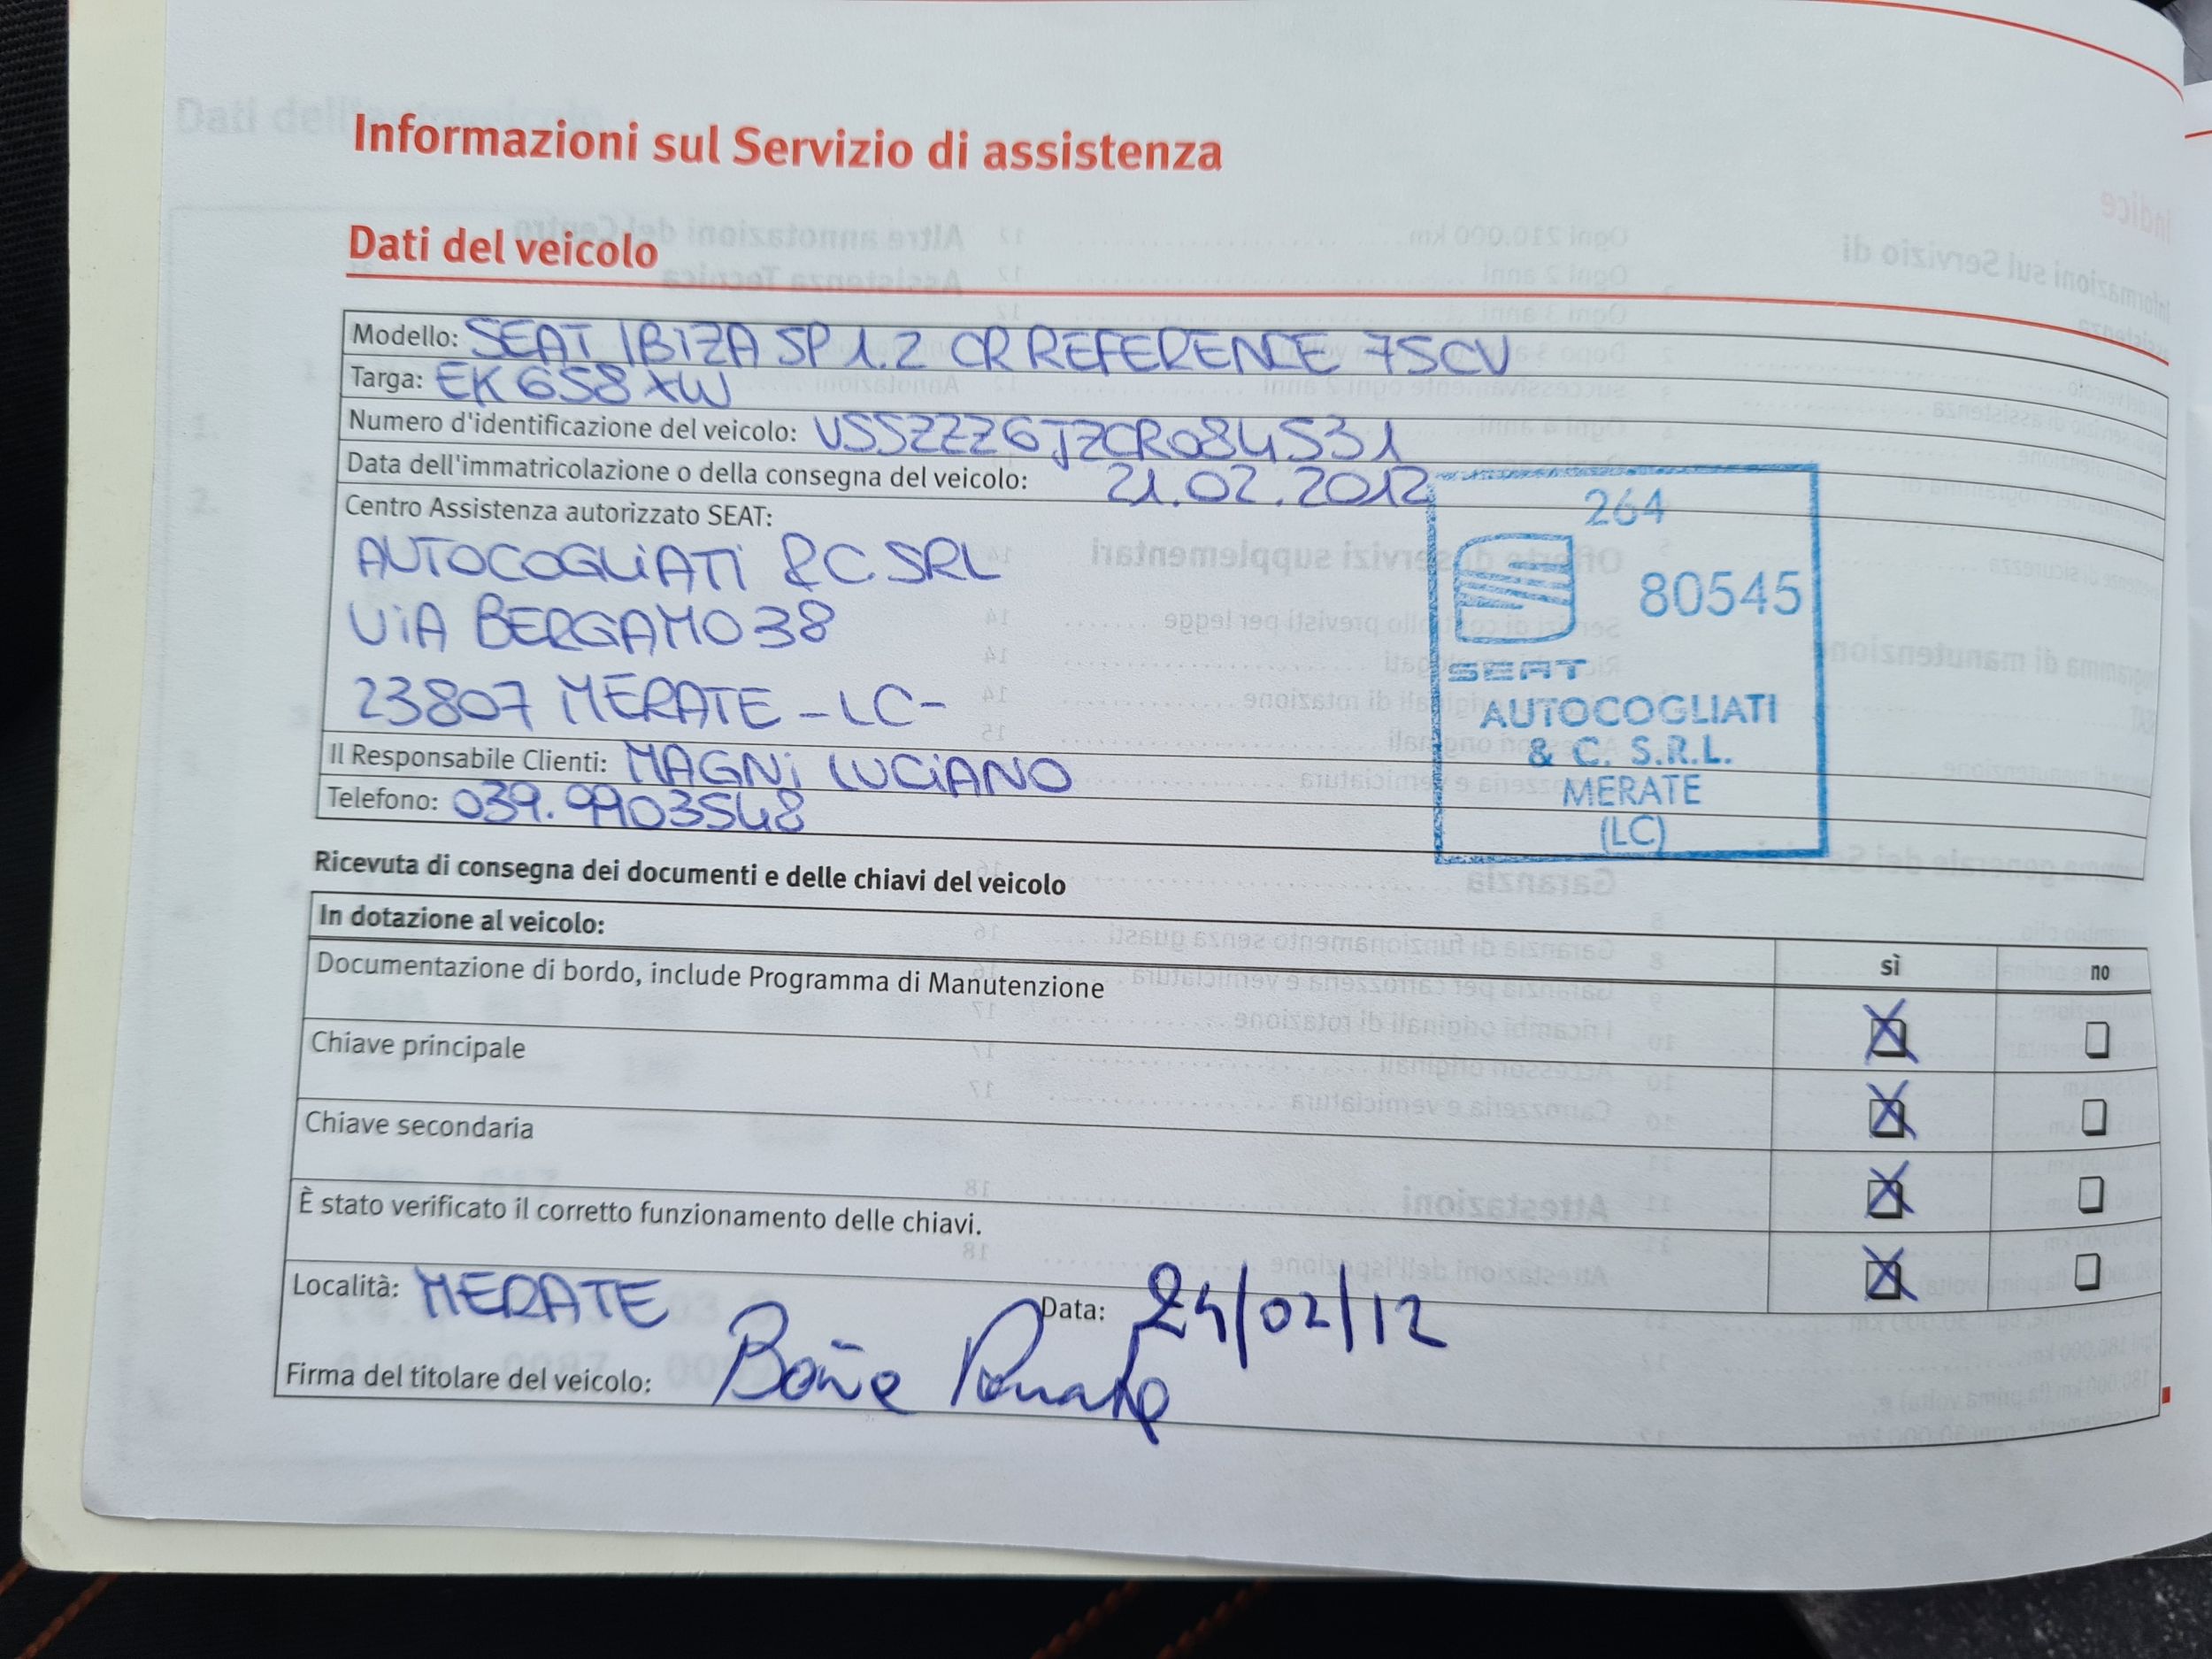 Informazioni sul Servizio di assistenza
Dati del veicolo
Modello: SEAT IBIZA SP 1.2 CR REFERENCE 75CV
Targa: EK658XW
Numero d'identificazione del veicolo: VSSZZZ6JZCR084531
Data dell'immatricolazione o della consegna del veicolo: 21.02.2012
Centro Assistenza autorizzato SEAT:
AUTOCOGLIATI & C. SRL
VIA BERGAMO 38
23807 MERATE - LC -
Il Responsabile Clienti: MAGNI LUCIANO
Telefono: 039.9903548
264
80545
SEAT
AUTOCOGLIATI
& C. S.R.L.
MERATE
(LC)
Ricevuta di consegna dei documenti e delle chiavi del veicolo
In dotazione al veicolo: sì no
Documentazione di bordo, include Programma di Manutenzione
Chiave principale
Chiave secondaria
È stato verificato il corretto funzionamento delle chiavi.
Località: MERATE Data: 24/02/12
Firma del titolare del veicolo: